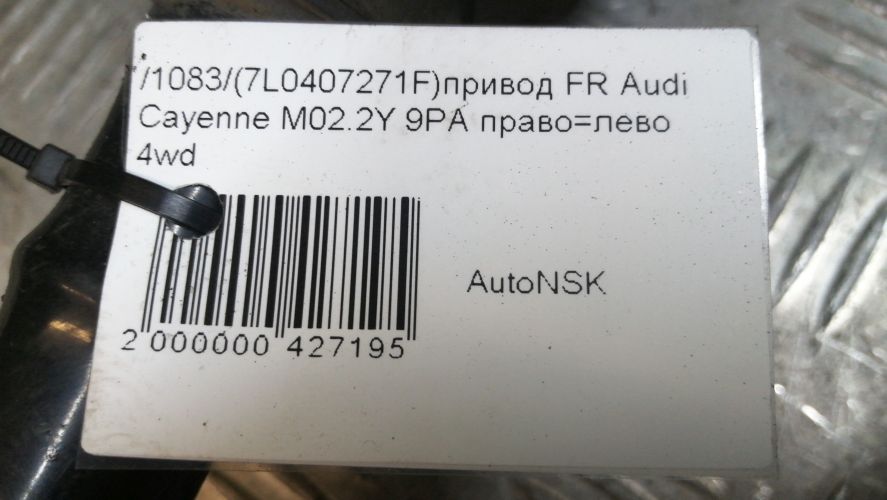 /1083/(7L0407271F)привод FR Audi
Cayenne M02.2Y 9PA право=лево
4wd
AutoNSK
2 000000 427195